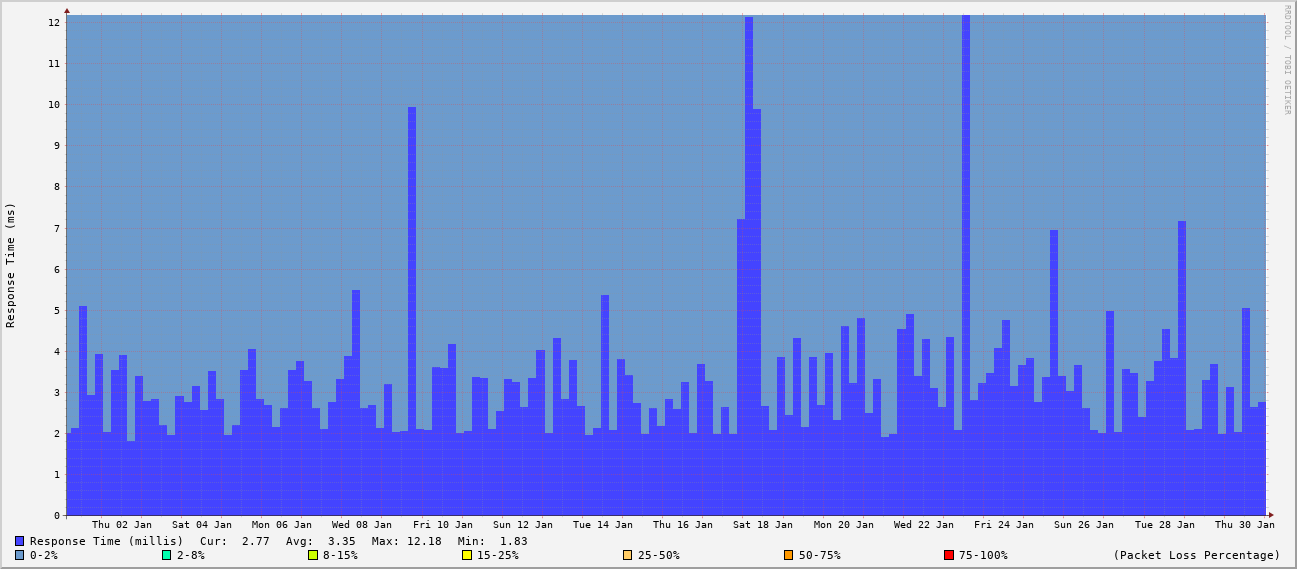 RRDTOOL / TOBI OETIKER
Response Time (ms)
12
11
10
9
8
7
6
5
4
3
2
1
0
Thu 02 Jan Sat 04 Jan Mon 06 Jan Wed 08 Jan Fri 10 Jan Sun 12 Jan Tue 14 Jan Thu 16 Jan Sat 18 Jan Mon 20 Jan Wed 22 Jan Fri 24 Jan Sun 26 Jan Tue 28 Jan Thu 30 Jan
Response Time (millis) Cur: 2.77 Avg: 3.35 Max: 12.18 Min: 1.83
0-2% 2-8% 8-15% 15-25% 25-50% 50-75% 75-100% (Packet Loss Percentage)